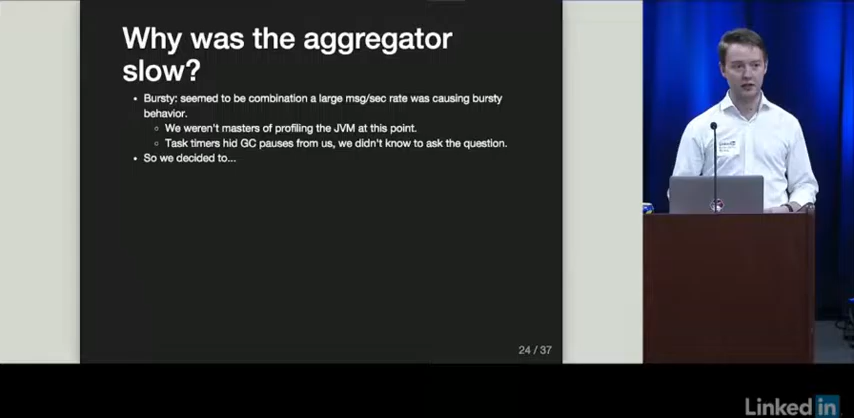 Why was the aggregator
slow?
Bursty: seemed to be combination a large msg/sec rate was causing bursty
behavior.
We weren't masters of profiling the JVM at this point.
Task timers hid GC pauses from us, we didn't know to ask the question.
So we decided to...
24 / 37
Linked in